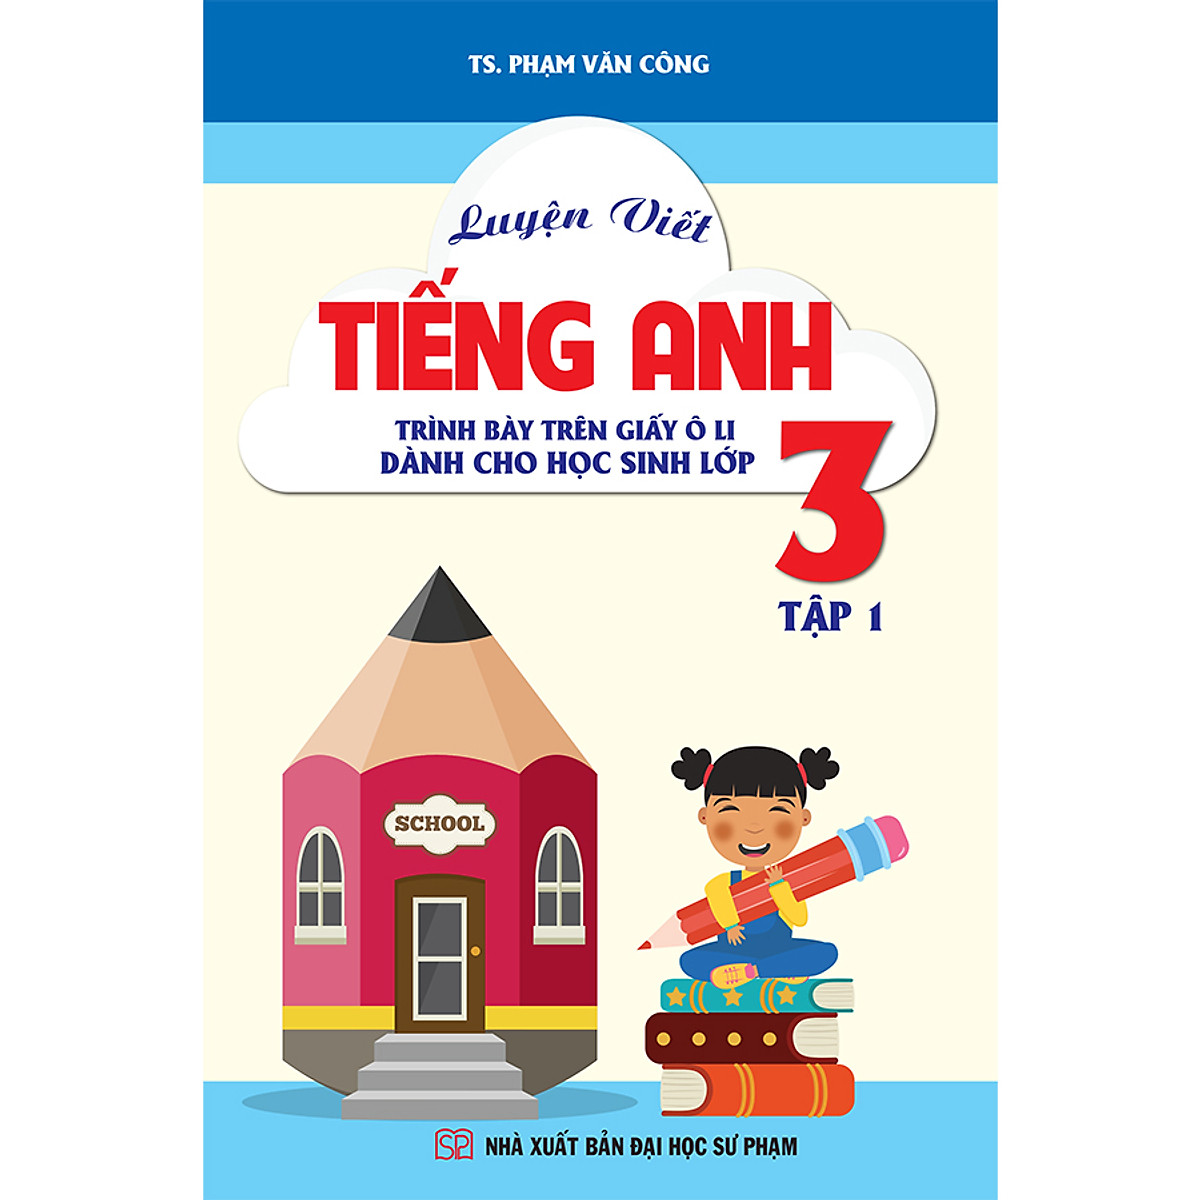 TS. PHẠM VĂN CÔNG
Luyện Viết
TIẾNG ANH
TRÌNH BÀY TRÊN GIẤY Ô LI
DÀNH CHO HỌC SINH LỚP
3
TẬP 1
SCHOOL
SP NHÀ XUẤT BẢN ĐẠI HỌC SƯ PHẠM